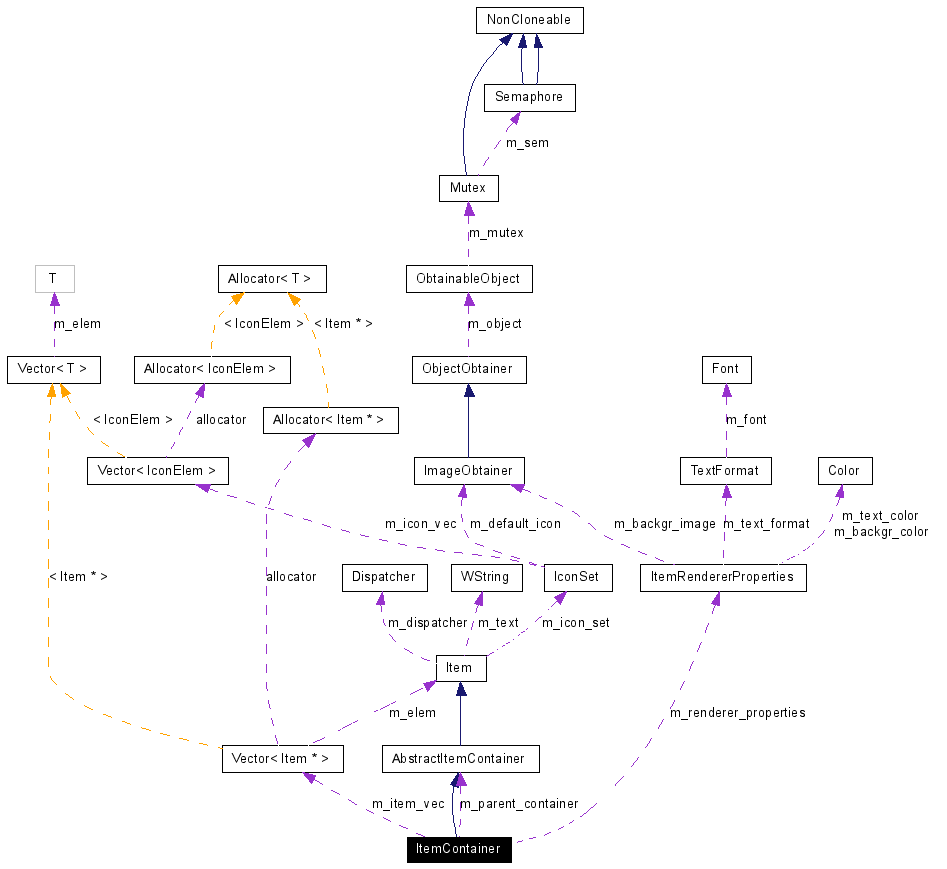 NonCloneable
Semaphore
m_sem
Mutex
m_mutex
T
Allocator< T >
ObtainableObject
m_elem
< IconElem >
< Item * >
m_object
Vector< T >
Allocator< IconElem >
ObjectObtainer
Font
< IconElem >
allocator
Allocator< Item * >
m_font
Vector< IconElem >
ImageObtainer
TextFormat
Color
m_icon_vec
m_default_icon
m_backgr_image
m_text_format
m_text_color
m_backgr_color
< Item * >
allocator
Dispatcher
WString
IconSet
ItemRendererProperties
m_dispatcher
m_text
m_icon_set
Item
m_elem
m_renderer_properties
Vector< Item * >
AbstractItemContainer
m_item_vec
m_parent_container
ItemContainer